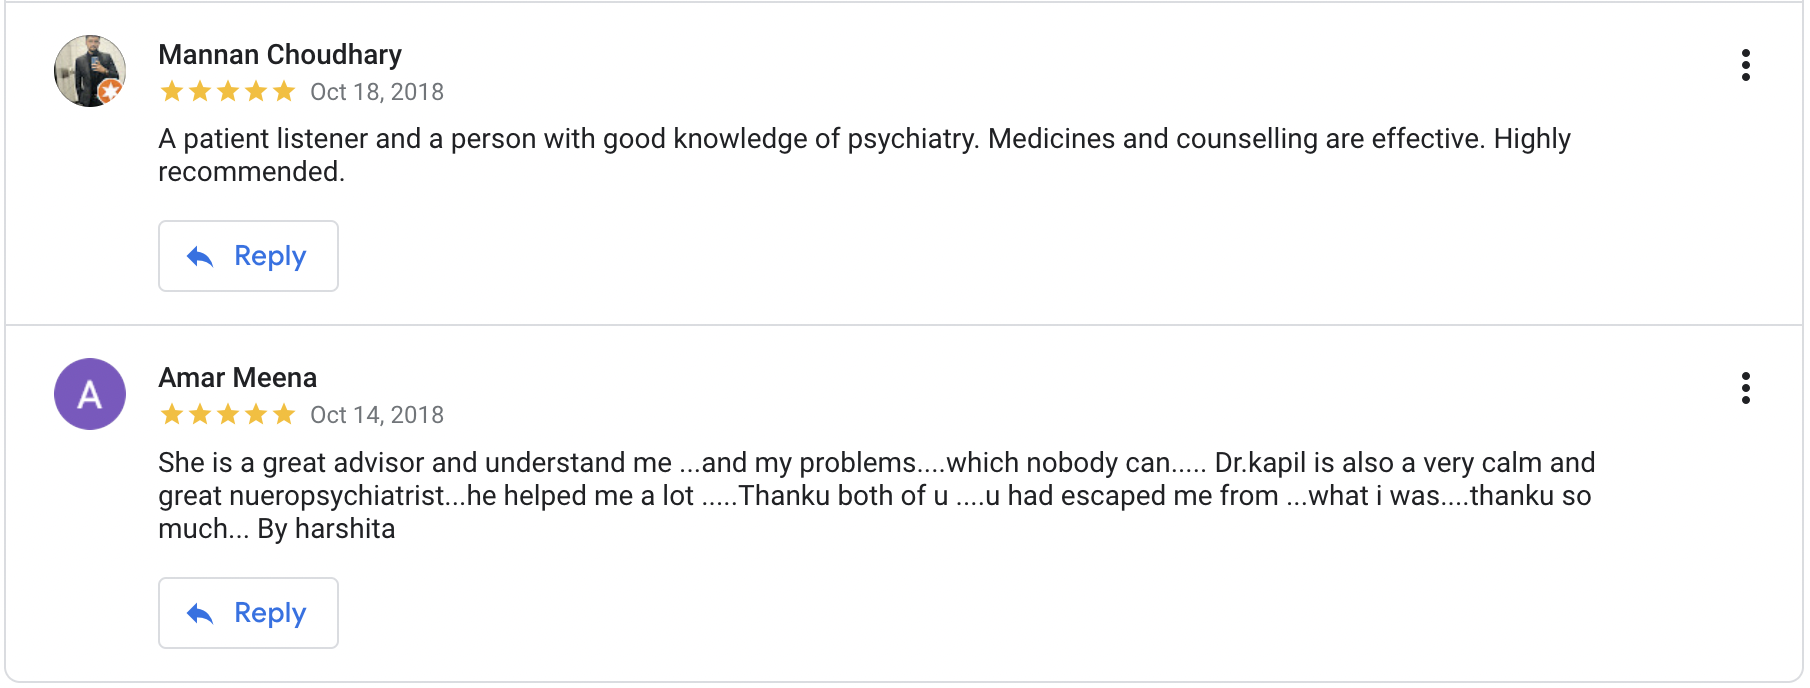 Mannan Choudhary
Oct 18, 2018
A patient listener and a person with good knowledge of psychiatry. Medicines and counselling are effective. Highly
recommended.
Reply
A
Amar Meena
Oct 14, 2018
She is a great advisor and understand me ...and my problems....which nobody can..... Dr.kapil is also a very calm and
great nueropsychiatrist...he helped me a lot .....Thanku both of u ....u had escaped me from ...what i was....thanku so
much... By harshita
Reply